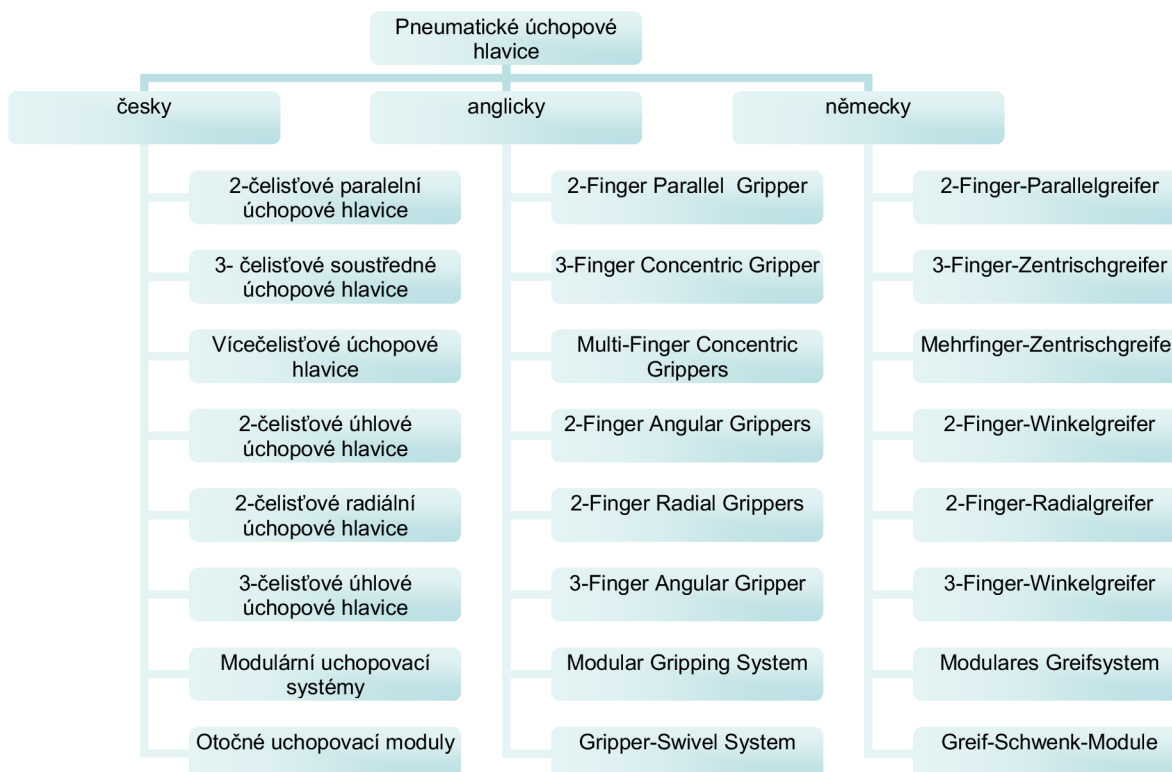 Pneumatické úchopové
hlavice
česky
2-čelisťové paralelní
úchopové hlavice
3- čelisťové soustředné
úchopové hlavice
Vícečelisťové úchopové
hlavice
2-čelisťové úhlové
úchopové hlavice
2-čelisťové radiální
úchopové hlavice
3-čelisťové úhlové
úchopové hlavice
Modulární uchopovací
systémy
Otočné uchopovací moduly
anglicky
2-Finger Parallel  Gripper
3-Finger Concentric Gripper
Multi-Finger Concentric
Grippers
2-Finger Angular Grippers
2-Finger Radial Grippers
3-Finger Angular Gripper
Modular Gripping System
Gripper-Swivel System
německy
2-Finger-Parallelgreifer
3-Finger-Zentrischgreifer
Mehrfinger-Zentrischgreife
2-Finger-Winkelgreifer
2-Finger-Radialgreifer
3-Finger-Winkelgreifer
Modulares Greifsystem
Greif-Schwenk-Module